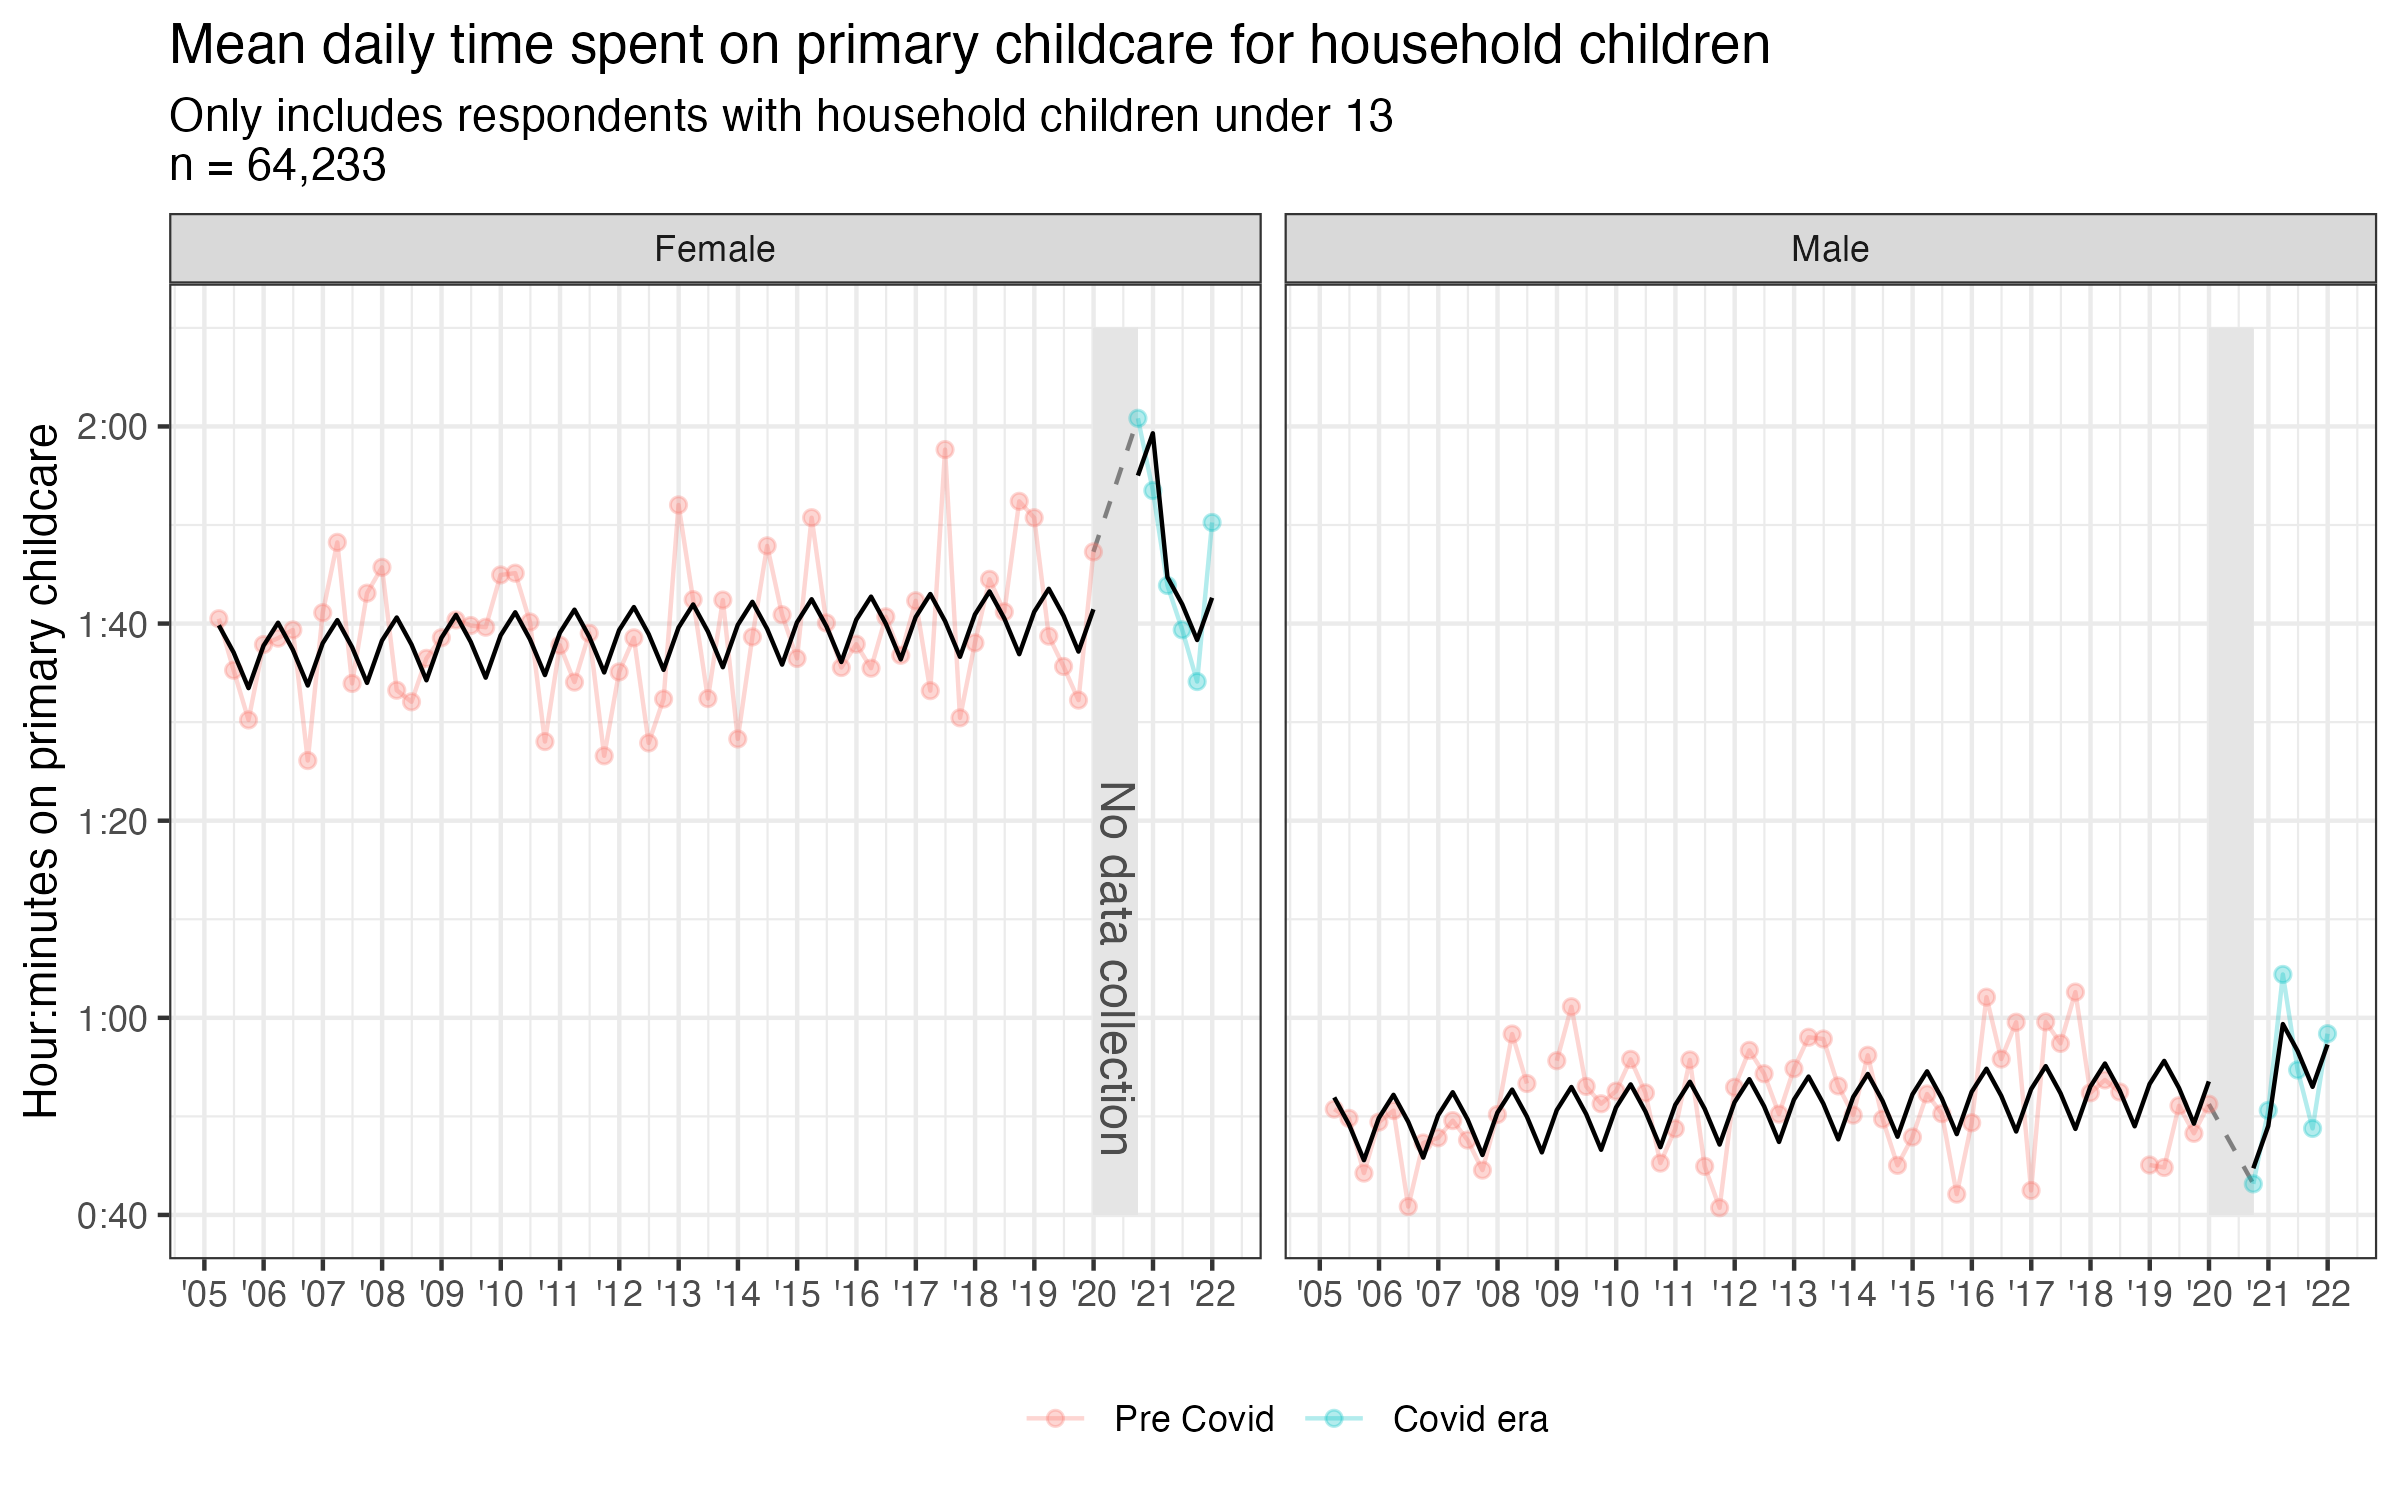 Mean daily time spent on primary childcare for household children
Only includes respondents with household children under 13
n = 64,233
Female
Male
Hour:minutes on primary childcare
2:00
1:40
1:20
1:00
0:40
No data collection
'05 '06 '07 '08 '09 '10 '11 '12 '13 '14 '15 '16 '17 '18 '19 '20 '21 '22
'05 '06 '07 '08 '09 '10 '11 '12 '13 '14 '15 '16 '17 '18 '19 '20 '21 '22
Pre Covid
Covid era